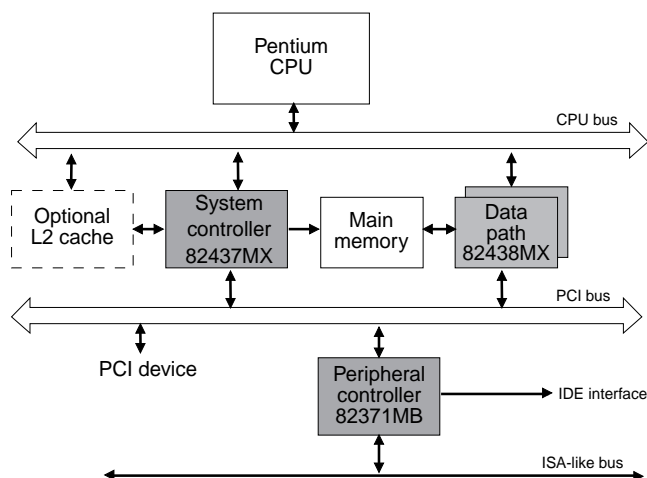 Pentium
CPU
CPU bus
Optional
L2 cache
System
controller
82437MX
Main
memory
Data
path
82438MX
PCI bus
PCI device
Peripheral
controller
82371MB
IDE interface
ISA-like bus